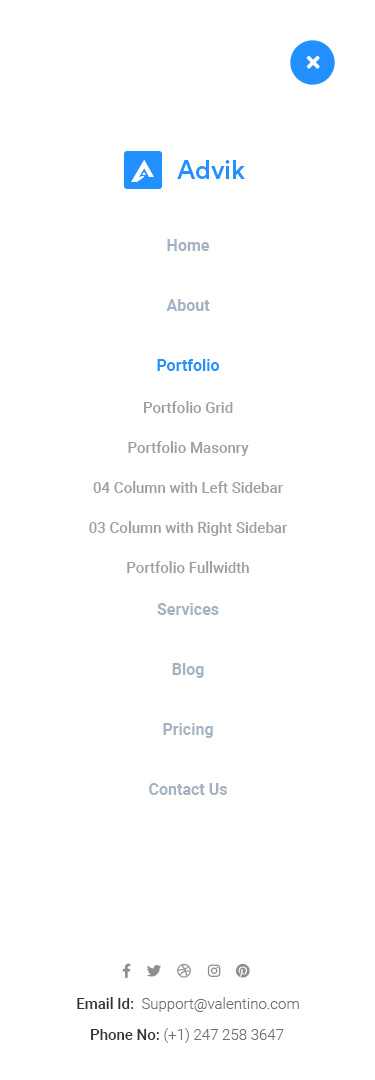 Advik
Home
About
Portfolio
Portfolio Grid
Portfolio Masonry
04 Column with Left Sidebar
03 Column with Right Sidebar
Portfolio Fullwidth
Services
Blog
Pricing
Contact Us
Email Id: Support@valentino.com
Phone No: (+1) 247 258 3647